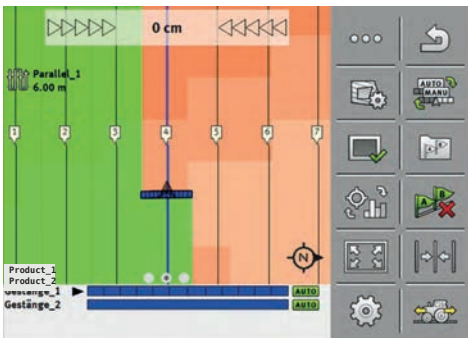 0 cm
Parallel_1
6.00 m
1 2 3 4 5 6 7
N
Product_1
Product_2
Gestänge_1 AUTO
Gestänge_2 AUTO
AUTO
MANU
A B